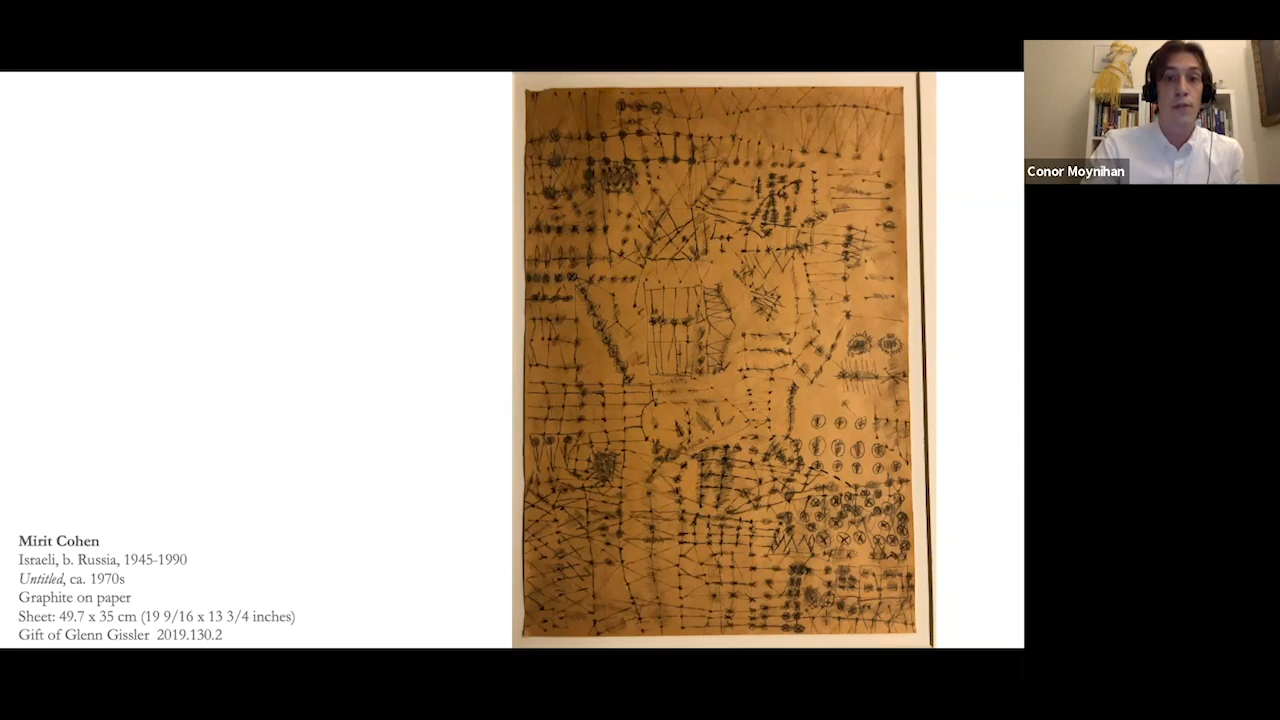 Mirit Cohen
Israeli, b. Russia, 1945-1990
Untitled, ca. 1970s
Graphite on paper
Sheet: 49.7 x 35 cm (19 9/16 x 13 3/4 inches)
Gift of Glenn Gissler  2019.130.2
Conor Moynihan